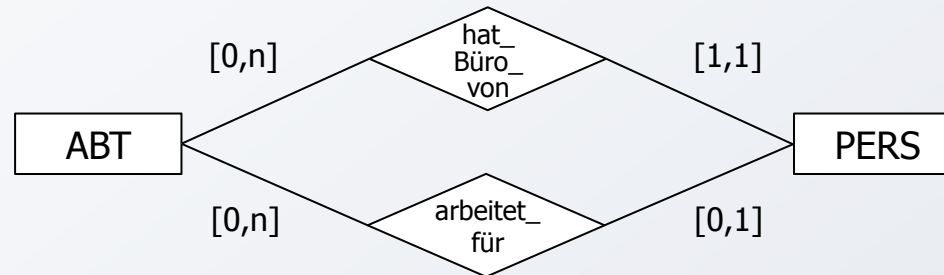 hat_
Büro_
von
[0,n]
[1,1]
ABT
PERS
[0,n]
arbeitet_
für
[0,1]